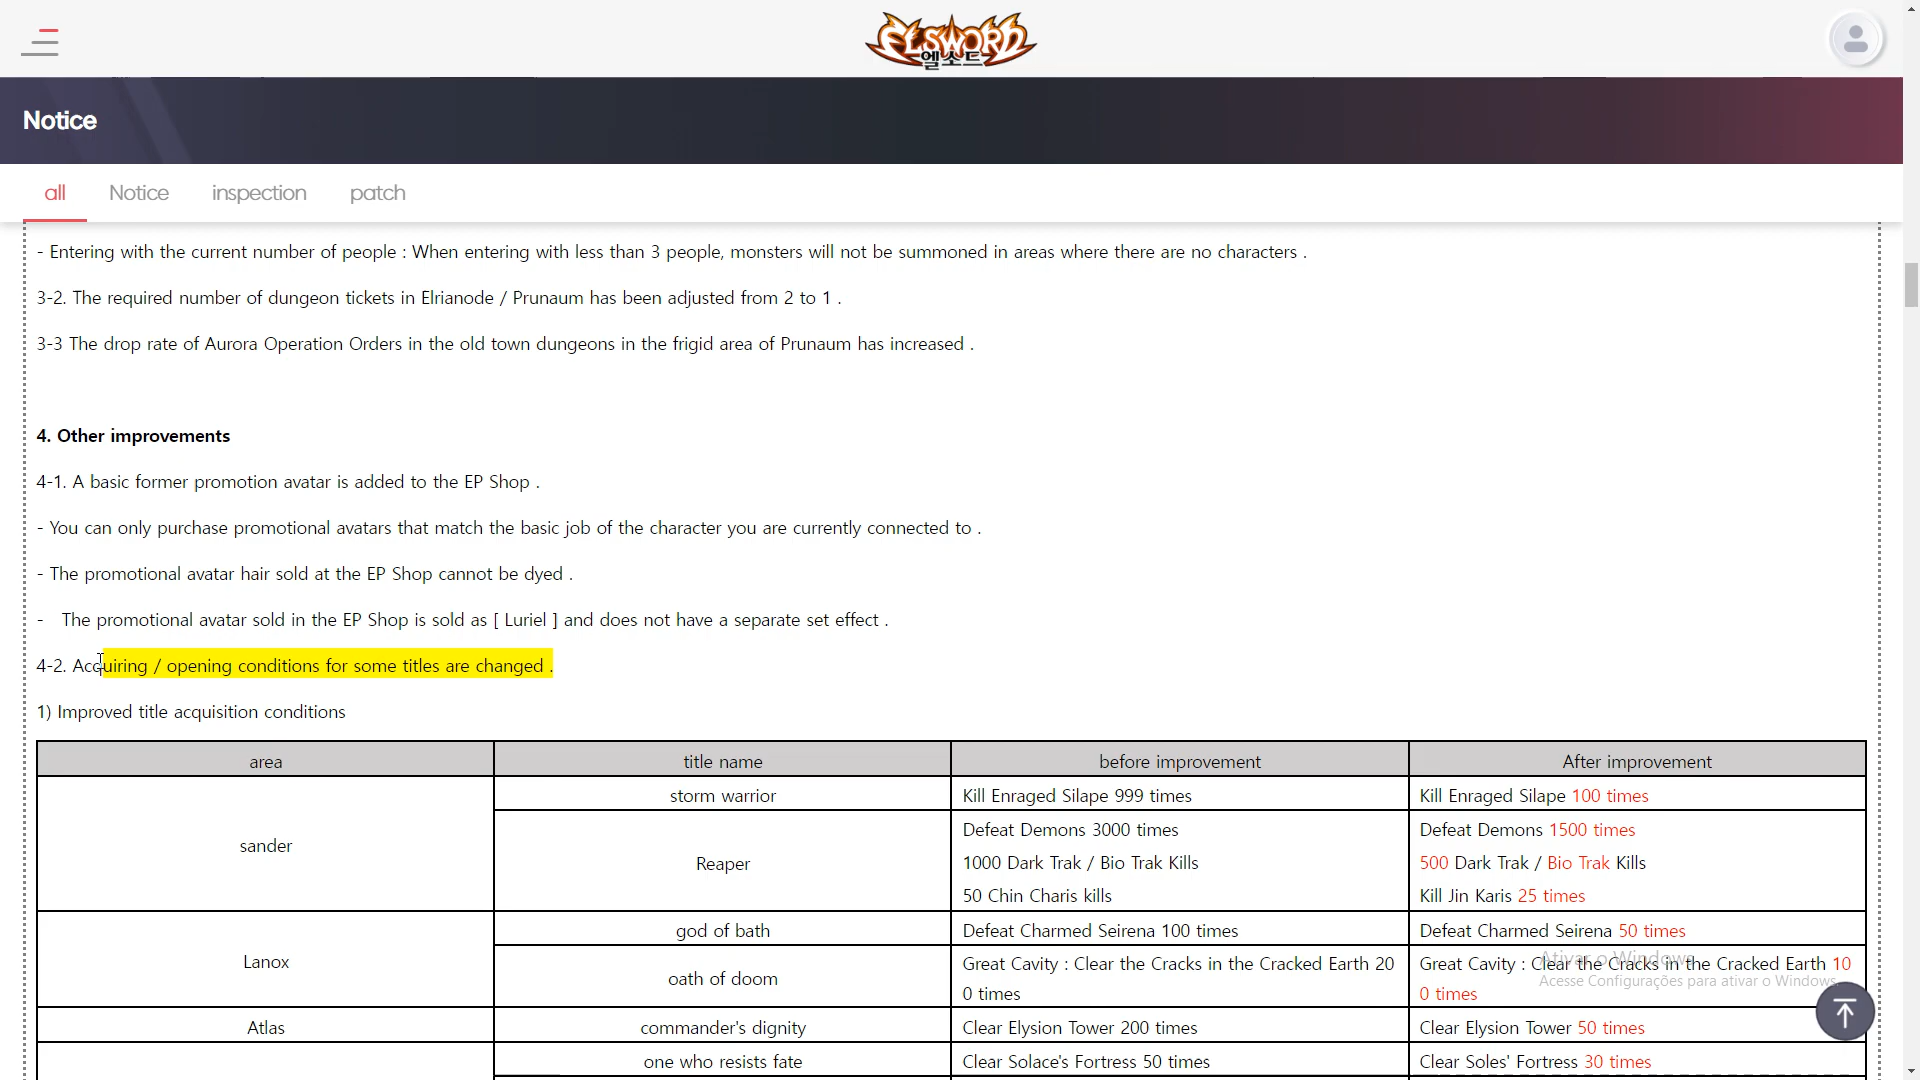 ELSWORD
엘소드
Notice
all
Notice
inspection
patch
- Entering with the current number of people : When entering with less than 3 people, monsters will not be summoned in areas where there are no characters .
3-2. The required number of dungeon tickets in Elrianode / Prunaum has been adjusted from 2 to 1 .
3-3 The drop rate of Aurora Operation Orders in the old town dungeons in the frigid area of Prunaum has increased .
4. Other improvements
4-1. A basic former promotion avatar is added to the EP Shop .
- You can only purchase promotional avatars that match the basic job of the character you are currently connected to .
- The promotional avatar hair sold at the EP Shop cannot be dyed .
- The promotional avatar sold in the EP Shop is sold as [ Luriel ] and does not have a separate set effect .
4-2. Acquiring / opening conditions for some titles are changed .
1) Improved title acquisition conditions
area
title name
before improvement
After improvement
sander
storm warrior
Kill Enraged Silape 999 times
Kill Enraged Silape 100 times
Reaper
Defeat Demons 3000 times
1000 Dark Trak / Bio Trak Kills
50 Chin Charis kills
Defeat Demons 1500 times
500 Dark Trak / Bio Trak Kills
Kill Jin Karis 25 times
Lanox
god of bath
Defeat Charmed Seirena 100 times
Defeat Charmed Seirena 50 times
oath of doom
Great Cavity : Clear the Cracks in the Cracked Earth 20
0 times
Great Cavity : Clear the Cracks in the Cracked Earth 10
0 times
Atlas
commander's dignity
Clear Elysion Tower 200 times
Clear Elysion Tower 50 times
one who resists fate
Clear Solace's Fortress 50 times
Clear Soles' Fortress 30 times
Ativar o Windows
Acesse Configurações para ativar o Windows.